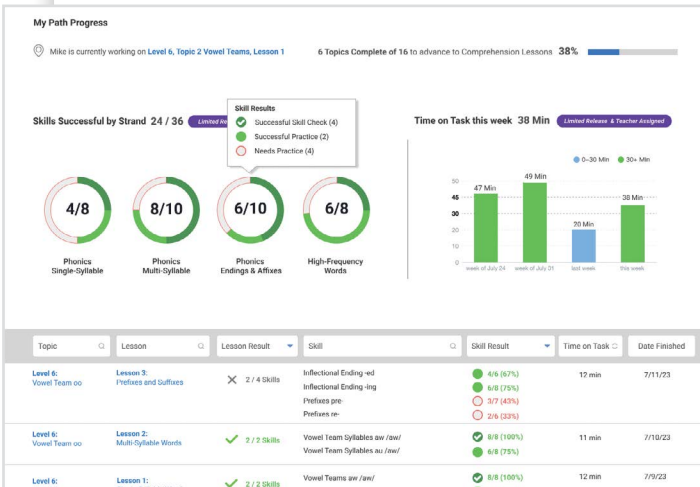 My Path Progress
Mike is currently working on Level 6, Topic 2 Vowel Teams, Lesson 1
6 Topics Complete of 16 to advance to Comprehension Lessons 38%
Skills Successful by Strand 24 / 36
Limited Re
Skill Results
Successful Skill Check (4)
Successful Practice (2)
Needs Practice (4)
4/8
Phonics
Single-Syllable
8/10
Phonics
Multi-Syllable
6/10
Phonics
Endings & Affixes
6/8
High-Frequency
Words
Time on Task this week 38 Min
Limited Release & Teacher Assigned
0–30 Min
30+ Min
50
45
30
20
10
0
47 Min
49 Min
20 Min
38 Min
week of July 24
week of July 31
last week
this week
Topic Lesson Lesson Result Skill Skill Result Time on Task Date Finished
Level 6:
Vowel Team oo
Lesson 3:
Prefixes and Suffixes
2 / 4 Skills
Inflectional Ending -ed
Inflectional Ending -ing
Prefixes pre-
Prefixes re-
4/6 (67%)
6/8 (75%)
3/7 (43%)
2/6 (33%)
12 min
7/11/23
Level 6:
Vowel Team oo
Lesson 2:
Multi-Syllable Words
2 / 2 Skills
Vowel Team Syllables aw /aw/
Vowel Team Syllables au /aw/
8/8 (100%)
6/8 (75%)
11 min
7/10/23
Level 6:
Lesson 1:
2 / 2 Skills
Vowel Teams aw /aw/
8/8 (100%)
12 min
7/9/23